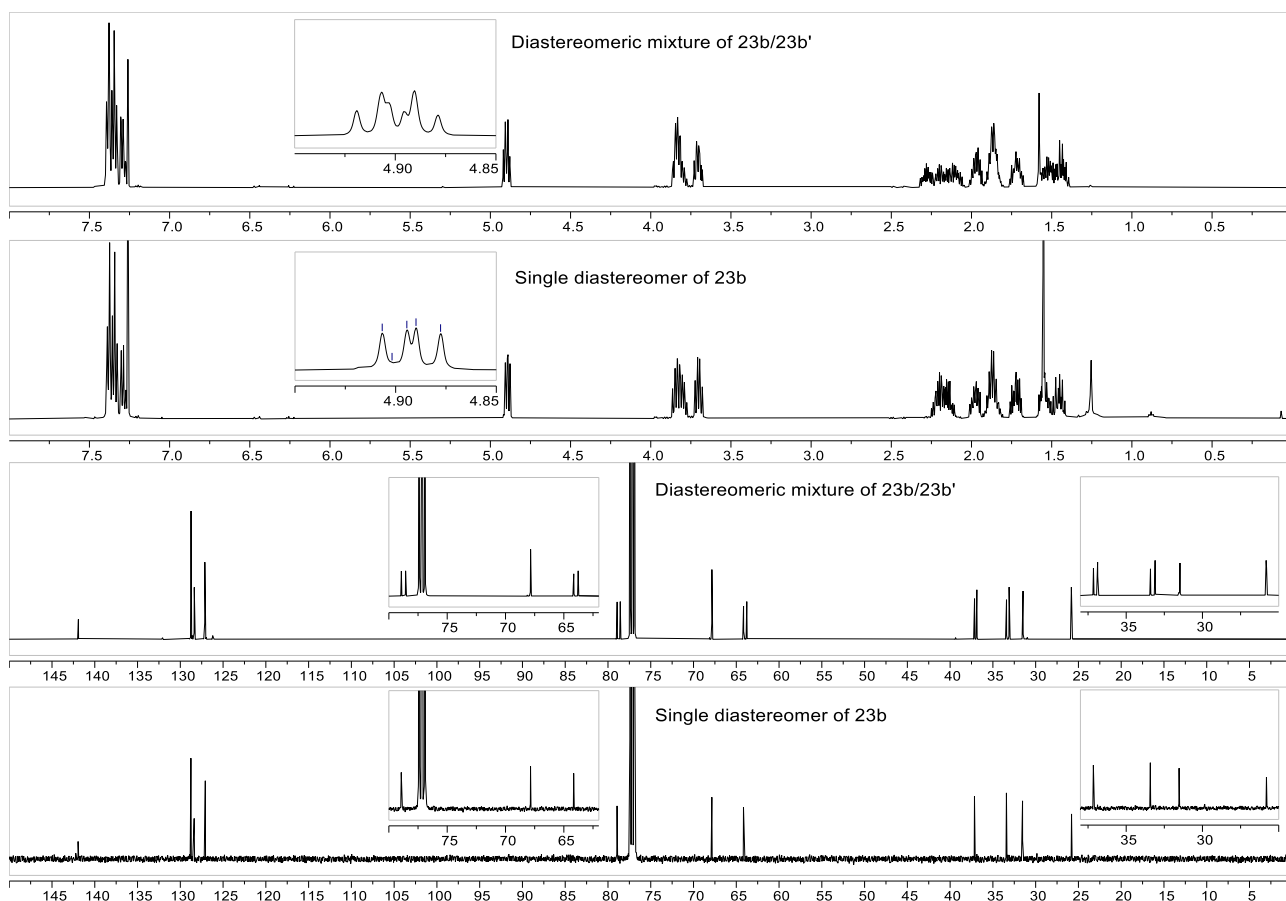 Diastereomeric mixture of 23b/23b'
4.90 4.85
7.5 7.0 6.5 6.0 5.5 5.0 4.5 4.0 3.5 3.0 2.5 2.0 1.5 1.0 0.5
Single diastereomer of 23b
4.90 4.85
7.5 7.0 6.5 6.0 5.5 5.0 4.5 4.0 3.5 3.0 2.5 2.0 1.5 1.0 0.5
Diastereomeric mixture of 23b/23b'
75 70 65
35 30
145 140 135 130 125 120 115 110 105 100 95 90 85 80 75 70 65 60 55 50 45 40 35 30 25 20 15 10 5
Single diastereomer of 23b
75 70 65
35 30
145 140 135 130 125 120 115 110 105 100 95 90 85 80 75 70 65 60 55 50 45 40 35 30 25 20 15 10 5